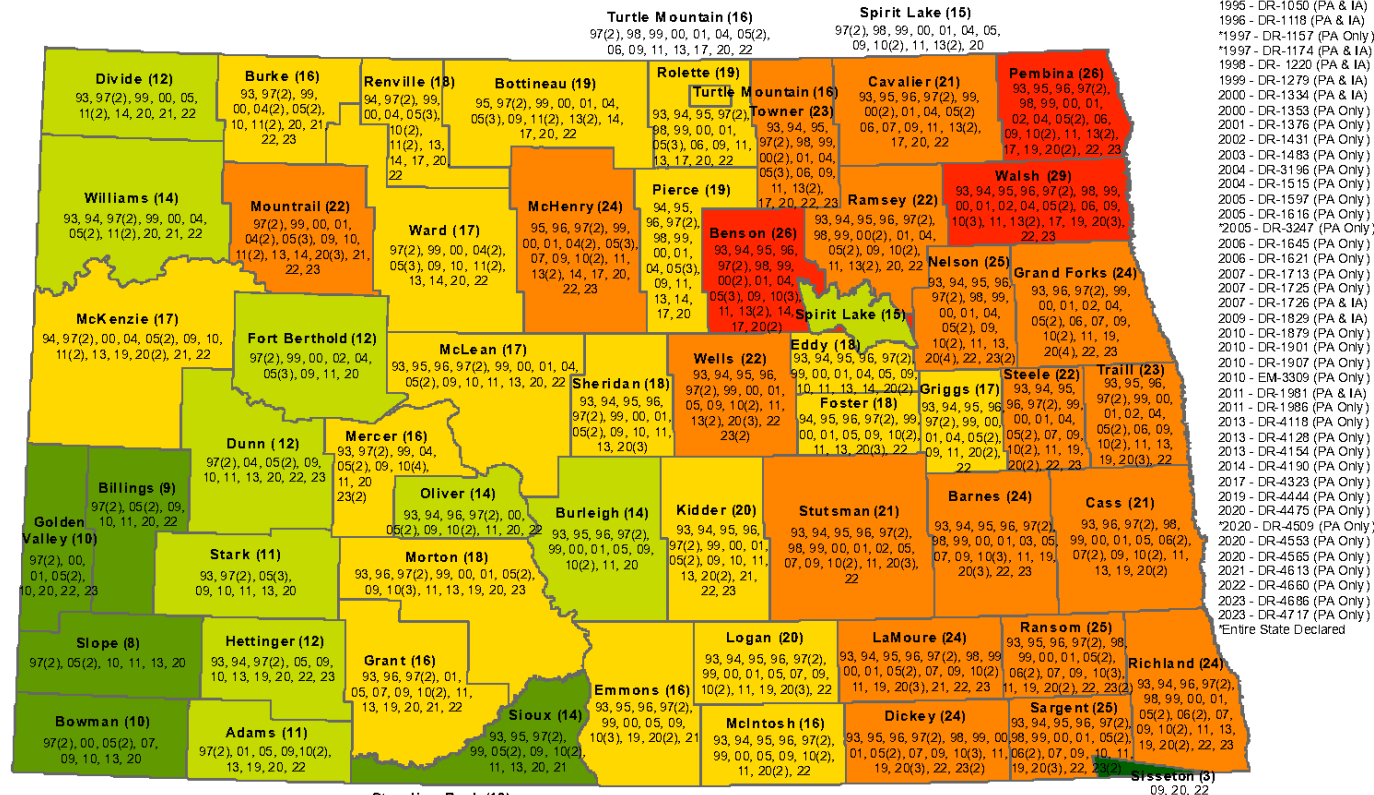 Turtle Mountain (16)
97(2), 98, 99, 00, 01, 04, 05(2),
06, 09, 11, 13, 17, 20, 22
Spirit Lake (15)
97(2), 98, 99, 00, 01, 04, 05,
09, 10(2), 11, 13(2), 20
Divide (12)
93, 97(2), 99, 00, 05,
11(2), 14, 20, 21, 22
Burke (16)
93, 97(2), 99,
00, 04(2), 05(2),
10, 11(2), 20, 21,
22, 23
Renville (18)
94, 97(2), 99,
00, 04, 05(3),
10(2),
11(2), 13,
14, 17, 20,
22
Bottineau (19)
95, 97(2), 99, 00, 01, 04,
05(3), 09, 11(2), 13(2), 14,
17, 20, 22
Rolette (19)
93, 94, 95, 97(2),
98, 99, 00, 01,
05(3), 06, 09, 11,
13, 17, 20, 22
Turtle Mountain (16)
Towner (23)
93, 94, 95,
97(2), 98, 99,
00(2), 01, 04,
05(3), 06, 09,
11, 13(2),
17, 20, 22, 23
Cavalier (21)
93, 95, 96, 97(2), 99,
00(2), 01, 04, 05(2)
06, 07, 09, 11, 13(2),
17, 20, 22
Pembina (26)
93, 95, 96, 97(2),
98, 99, 00, 01,
02, 04, 05(2), 06,
09, 10(2), 11, 13(2),
17, 19, 20(2), 22, 23
Williams (14)
93, 94, 97(2), 99, 00, 04,
05(2), 11(2), 20, 21, 22
Mountrail (22)
97(2), 99, 00, 01,
04(2), 05(3), 09, 10,
11(2), 13, 14, 20(3), 21,
22, 23
Ward (17)
97(2), 99, 00, 04(2),
05(3), 09, 10, 11(2),
13, 14, 20, 22
McHenry (24)
95, 96, 97(2), 99,
00, 01, 04(2), 05(3),
07, 09, 10(2), 11,
13(2), 14, 17, 20,
22, 23
Pierce (19)
94, 95,
96, 97(2),
98, 99,
00, 01,
04, 05(3),
09, 11,
13, 14,
17, 20
Benson (26)
93, 94, 95, 96,
97(2), 98, 99,
00(2), 01, 04,
05(3), 09, 10(3),
11, 13(2), 14,
17, 20(2)
Ramsey (22)
93, 94, 95, 96, 97(2),
98, 99, 00(2), 01, 04,
05(2), 09, 10(2),
11, 13(2), 20, 22
Walsh (29)
93, 94, 95, 96, 97(2), 98, 99,
00, 01, 02, 04, 05(2), 06, 09,
10(3), 11, 13(2), 17, 19, 20(3),
22, 23
Nelson (25)
93, 94, 95, 96,
97(2), 98, 99,
00, 01, 04,
05(2), 09,
10(2), 11, 13,
20(4), 22, 23(2)
Grand Forks (24)
93, 96, 97(2), 99,
00, 01, 02, 04,
05(2), 06, 07, 09,
10(2), 11, 19,
20(4), 22, 23
Spirit Lake (15)
McKenzie (17)
94, 97(2), 00, 04, 05(2), 09, 10,
11(2), 13, 19, 20(2), 21, 22
Fort Berthold (12)
97(2), 99, 00, 02, 04,
05(3), 09, 11, 20
McLean (17)
93, 95, 96, 97(2), 99, 00, 01, 04,
05(2), 09, 10, 11, 13, 20, 22
Sheridan (18)
93, 94, 95, 96,
97(2), 99, 00, 01,
05(2), 09, 10, 11,
13, 20(3)
Wells (22)
93, 94, 95, 96,
97(2), 99, 00, 01,
05, 09, 10(2), 11,
13(2), 20(3), 22
23(2)
Eddy (18)
93, 94, 95, 96, 97(2),
99, 00, 01, 04, 05, 09,
10, 11, 13, 14, 20(2)
Foster (18)
94, 95, 96, 97(2), 99,
00, 01, 05, 09, 10(2),
11, 13, 20(3), 22
Griggs (17)
93, 94, 95, 96,
97(2), 99, 00,
01, 04, 05(2),
09, 11, 20(2),
22
Steele (22)
93, 94, 95,
96, 97(2), 99,
00, 01, 04,
05(2), 07, 09,
10(2), 11, 19,
20(2), 22, 23
Traill (23)
93, 95, 96,
97(2), 99, 00,
01, 02, 04,
05(2), 06, 09,
10(2), 11, 13,
19, 20(3), 22
Dunn (12)
97(2), 04, 05(2), 09,
10, 11, 13, 20, 22, 23
Mercer (16)
93, 97(2), 99, 04,
05(2), 09, 10(4),
11, 20
23(2)
Oliver (14)
93, 94, 96, 97(2), 00,
05(2), 09, 10(2), 11, 20, 22
Billings (9)
97(2), 05(2), 09,
10, 11, 20, 22
Golden
Valley (10)
97(2), 00,
01, 05(2),
10, 20, 22, 23
Stark (11)
93, 97(2), 05(3),
09, 10, 11, 13, 20
Morton (18)
93, 96, 97(2), 99, 00, 01, 05(2),
09, 10(3), 11, 13, 19, 20, 23
Burleigh (14)
93, 95, 96, 97(2),
99, 00, 01, 05, 09,
10(2), 11, 20
Kidder (20)
93, 94, 95, 96,
97(2), 99, 00, 01,
05(2), 09, 10, 11,
13, 20(2), 21,
22, 23
Stutsman (21)
93, 94, 95, 96, 97(2),
98, 99, 00, 01, 02, 05,
07, 09, 10(2), 11, 20(3),
22
Barnes (24)
93, 94, 95, 96, 97(2),
98, 99, 00, 01, 03, 05,
07, 09, 10(3), 11, 19,
20(3), 22, 23
Cass (21)
93, 96, 97(2), 98,
99, 00, 01, 05, 06(2),
07(2), 09, 10(2), 11,
13, 19, 20(2)
Slope (8)
97(2), 05(2), 10, 11, 13, 20
Hettinger (12)
93, 94, 97(2), 05, 09,
10, 13, 19, 20, 22, 23
Grant (16)
93, 96, 97(2), 01,
05, 07, 09, 10(2), 11,
13, 19, 20, 21, 22
Bowman (10)
97(2), 00, 05(2), 07,
09, 10, 13, 20
Adams (11)
97(2), 01, 05, 09, 10(2),
13, 19, 20, 22
Sioux (14)
93, 95, 97(2),
99, 05(2), 09, 10(2),
11, 13, 20, 21
Emmons (16)
93, 95, 96, 97(2),
99, 00, 05, 09,
10(3), 19, 20(2), 21
Logan (20)
93, 94, 95, 96, 97(2),
99, 00, 01, 05, 07, 09,
10(2), 11, 19, 20(3), 22
McIntosh (16)
93, 94, 95, 96, 97(2),
99, 00, 05, 09, 10(2),
11, 20(2), 22
LaMoure (24)
93, 94, 95, 96, 97(2), 98, 99
00, 01, 05(2), 07, 09, 10(2)
11, 19, 20(3), 21, 22, 23
Dickey (24)
93, 95, 96, 97(2), 98, 99, 00
01, 05(2), 07, 09, 10(3), 11,
19, 20(3), 22, 23(2)
Ransom (25)
93, 95, 96, 97(2), 98,
99, 00, 01, 05(2),
06(2), 07, 09, 10(3),
11, 19, 20(2), 22, 23(2)
Sargent (25)
93, 94, 95, 96, 97(2),
98, 99, 00, 01, 05(2),
06(2), 07, 09, 10, 11
19, 20(3), 22, 23(2)
Richland (24)
93, 94, 96, 97(2),
98, 99, 00, 01,
05(2), 06(2), 07,
09, 10(2), 11, 13,
19, 20(2), 22, 23
Sisseton (3)
09, 20, 22
1995 - DR-1050 (PA & IA)
1996 - DR-1118 (PA & IA)
*1997 - DR-1157 (PA Only)
*1997 - DR-1174 (PA & IA)
1998 - DR- 1220 (PA & IA)
1999 - DR-1279 (PA & IA)
2000 - DR-1334 (PA & IA)
2000 - DR-1353 (PA Only)
2001 - DR-1376 (PA Only)
2002 - DR-1431 (PA Only)
2003 - DR-1483 (PA Only)
2004 - DR-3196 (PA Only)
2004 - DR-1515 (PA Only)
2005 - DR-1597 (PA Only)
2005 - DR-1616 (PA Only)
*2005 - DR-3247 (PA Only)
2006 - DR-1645 (PA Only)
2006 - DR-1621 (PA Only)
2007 - DR-1713 (PA Only)
2007 - DR-1725 (PA Only)
2007 - DR-1726 (PA & IA)
2009 - DR-1829 (PA & IA)
2010 - DR-1879 (PA Only)
2010 - DR-1901 (PA Only)
2010 - DR-1907 (PA Only)
2010 - EM-3309 (PA Only)
2011 - DR-1981 (PA & IA)
2011 - DR-1986 (PA Only)
2013 - DR-4118 (PA Only)
2013 - DR-4128 (PA Only)
2013 - DR-4154 (PA Only)
2014 - DR-4190 (PA Only)
2017 - DR-4323 (PA Only)
2019 - DR-4444 (PA Only)
2020 - DR-4475 (PA Only)
*2020 - DR-4509 (PA Only)
2020 - DR-4553 (PA Only)
2020 - DR-4565 (PA Only)
2021 - DR-4613 (PA Only)
2022 - DR-4660 (PA Only)
2023 - DR-4686 (PA Only)
2023 - DR-4717 (PA Only)
*Entire State Declared